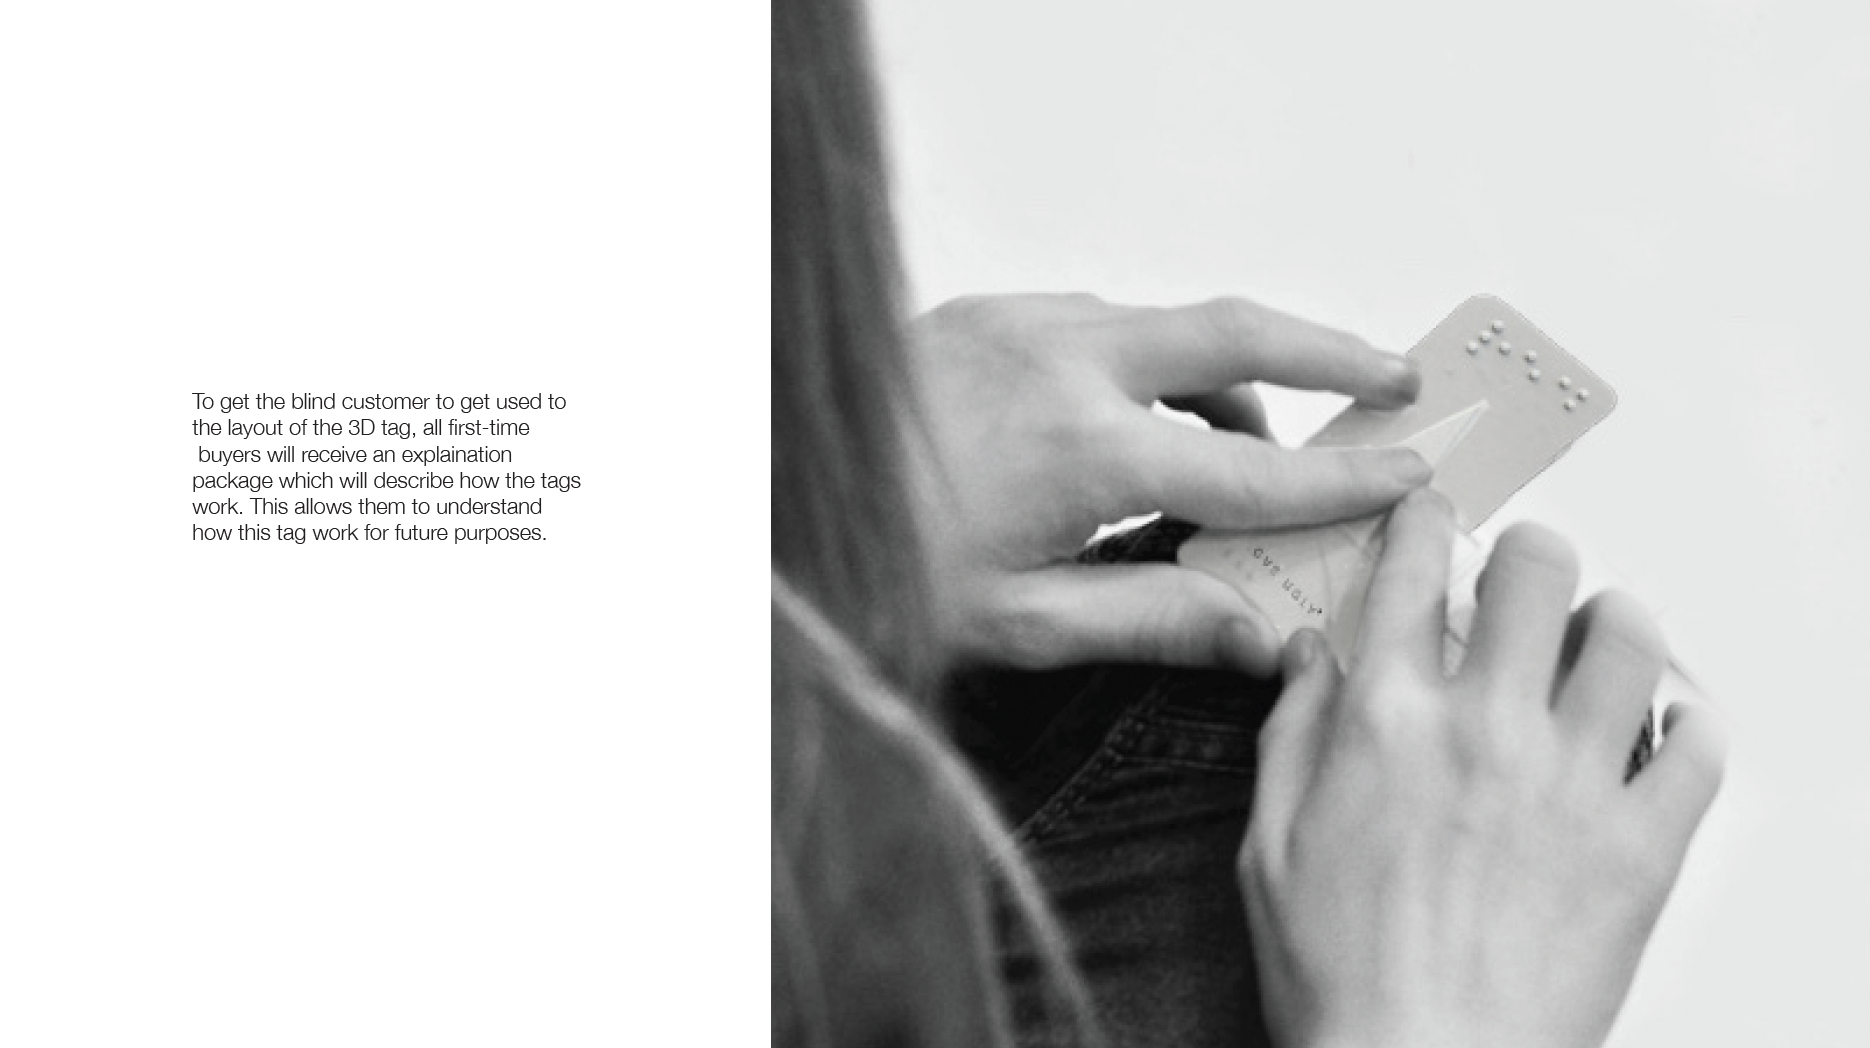 To get the blind customer to get used to
the layout of the 3D tag, all first-time
buyers will receive an explaination
package which will describe how the tags
work. This allows them to understand
how this tag work for future purposes.